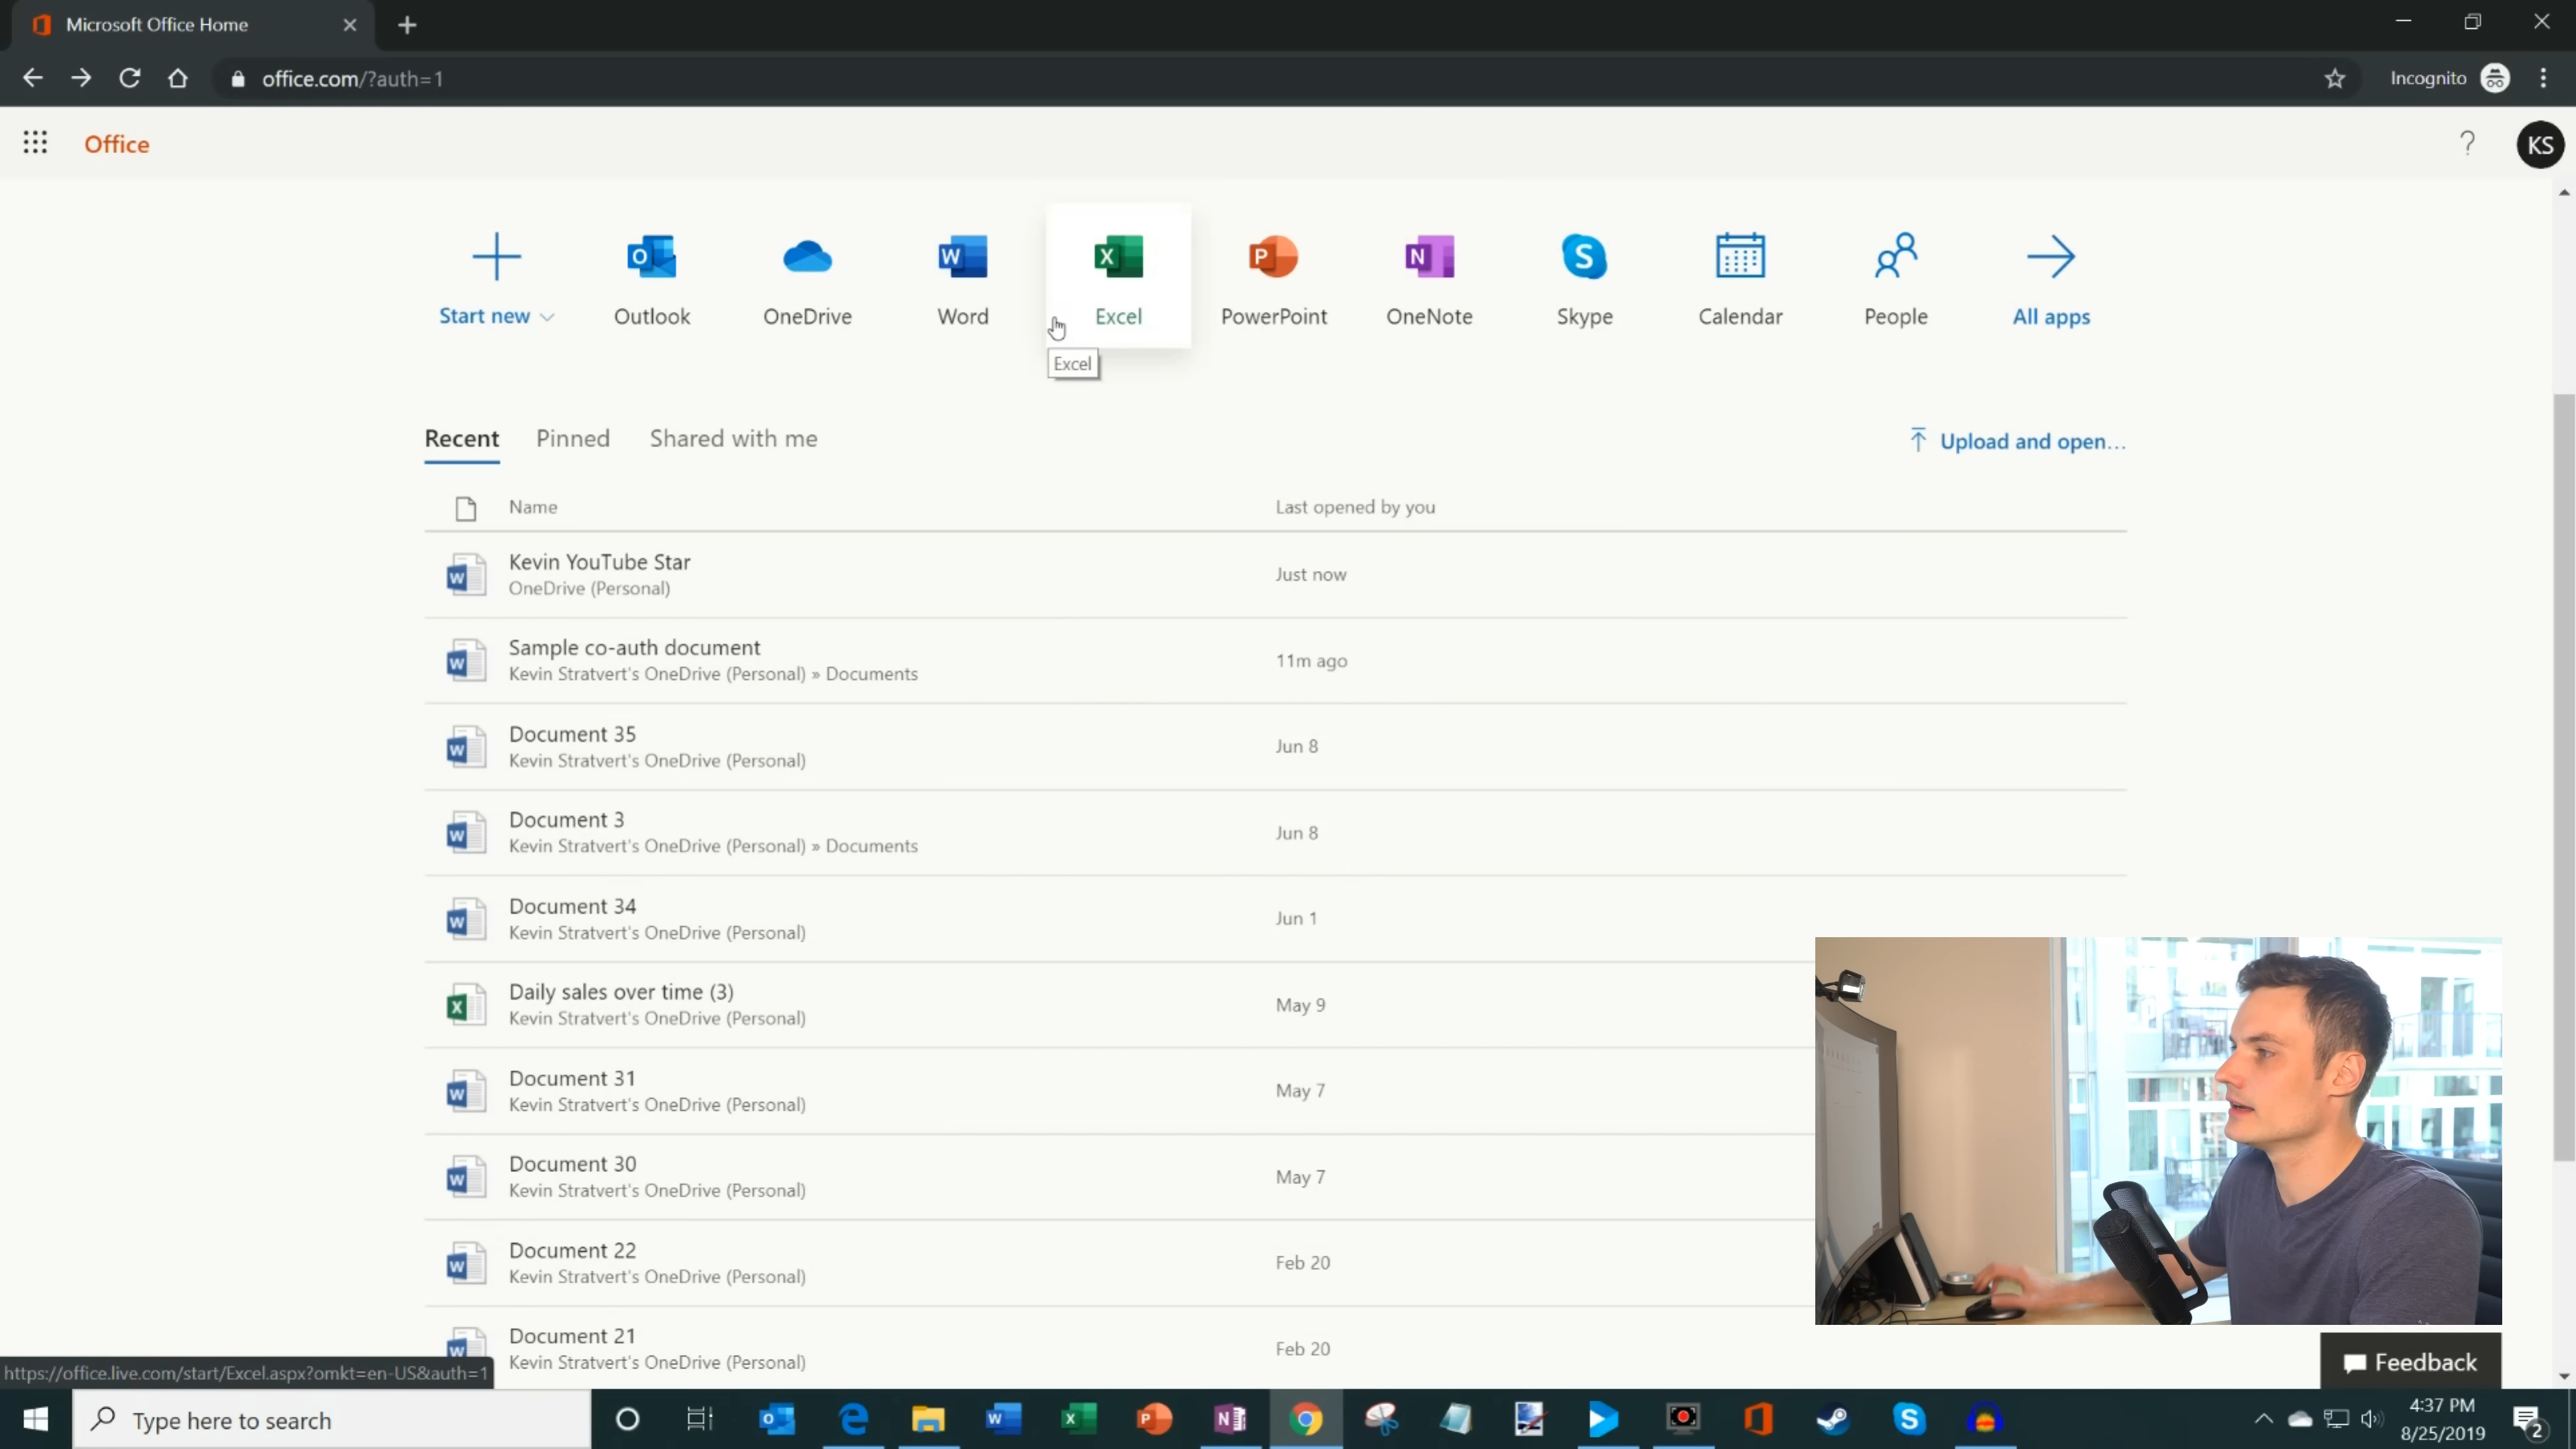 Microsoft Office Home
office.com/?auth=1
Incognito
Office
KS
Start new
Outlook
OneDrive
Word
Excel
PowerPoint
OneNote
Skype
Calendar
People
All apps
Excel
Recent
Pinned
Shared with me
Upload and open...
Name
Last opened by you
Kevin YouTube Star
OneDrive (Personal)
Just now
Sample co-auth document
Kevin Stratvert's OneDrive (Personal) » Documents
11m ago
Document 35
Kevin Stratvert's OneDrive (Personal)
Jun 8
Document 3
Kevin Stratvert's OneDrive (Personal) » Documents
Jun 8
Document 34
Kevin Stratvert's OneDrive (Personal)
Jun 1
Daily sales over time (3)
Kevin Stratvert's OneDrive (Personal)
May 9
Document 31
Kevin Stratvert's OneDrive (Personal)
May 7
Document 30
Kevin Stratvert's OneDrive (Personal)
May 7
Document 22
Kevin Stratvert's OneDrive (Personal)
Feb 20
Document 21
Kevin Stratvert's OneDrive (Personal)
Feb 20
Feedback
https://office.live.com/start/Excel.aspx?omkt=en-US&auth=1
Type here to search
4:37 PM
8/25/2019
2